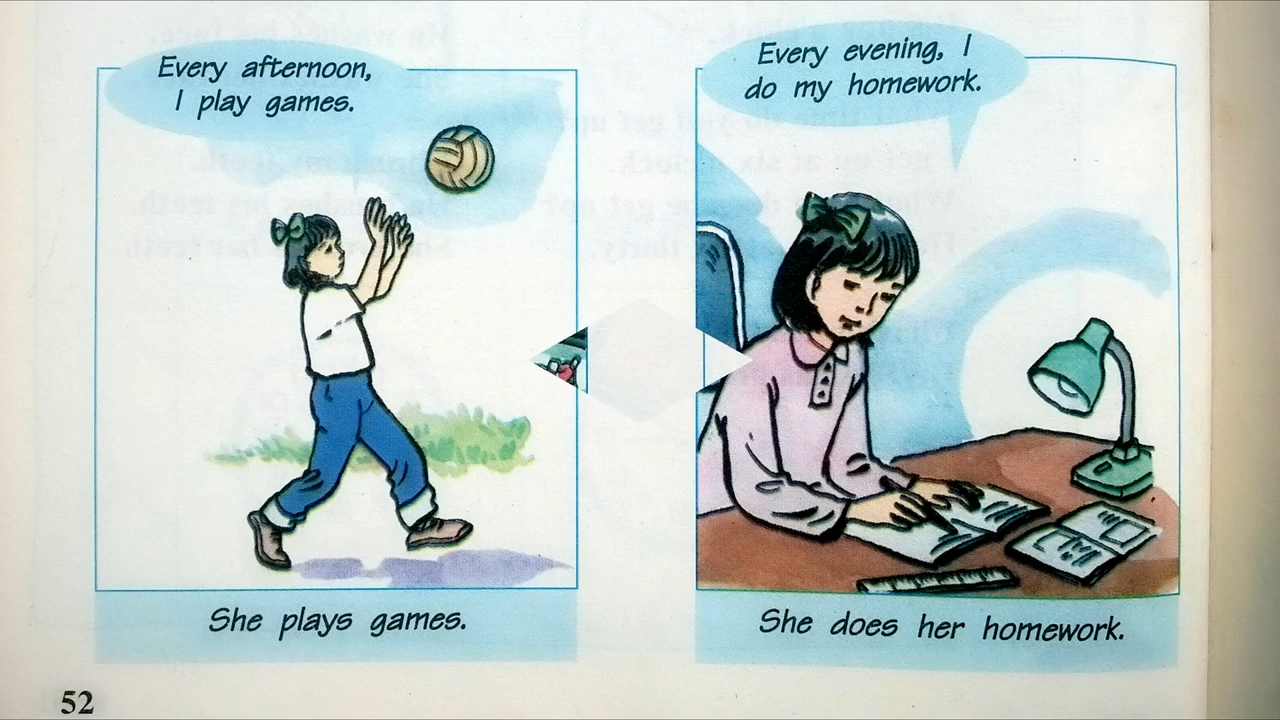 Every afternoon,
I play games.
She plays games.
Every evening, I
do my homework.
She does her homework.
52